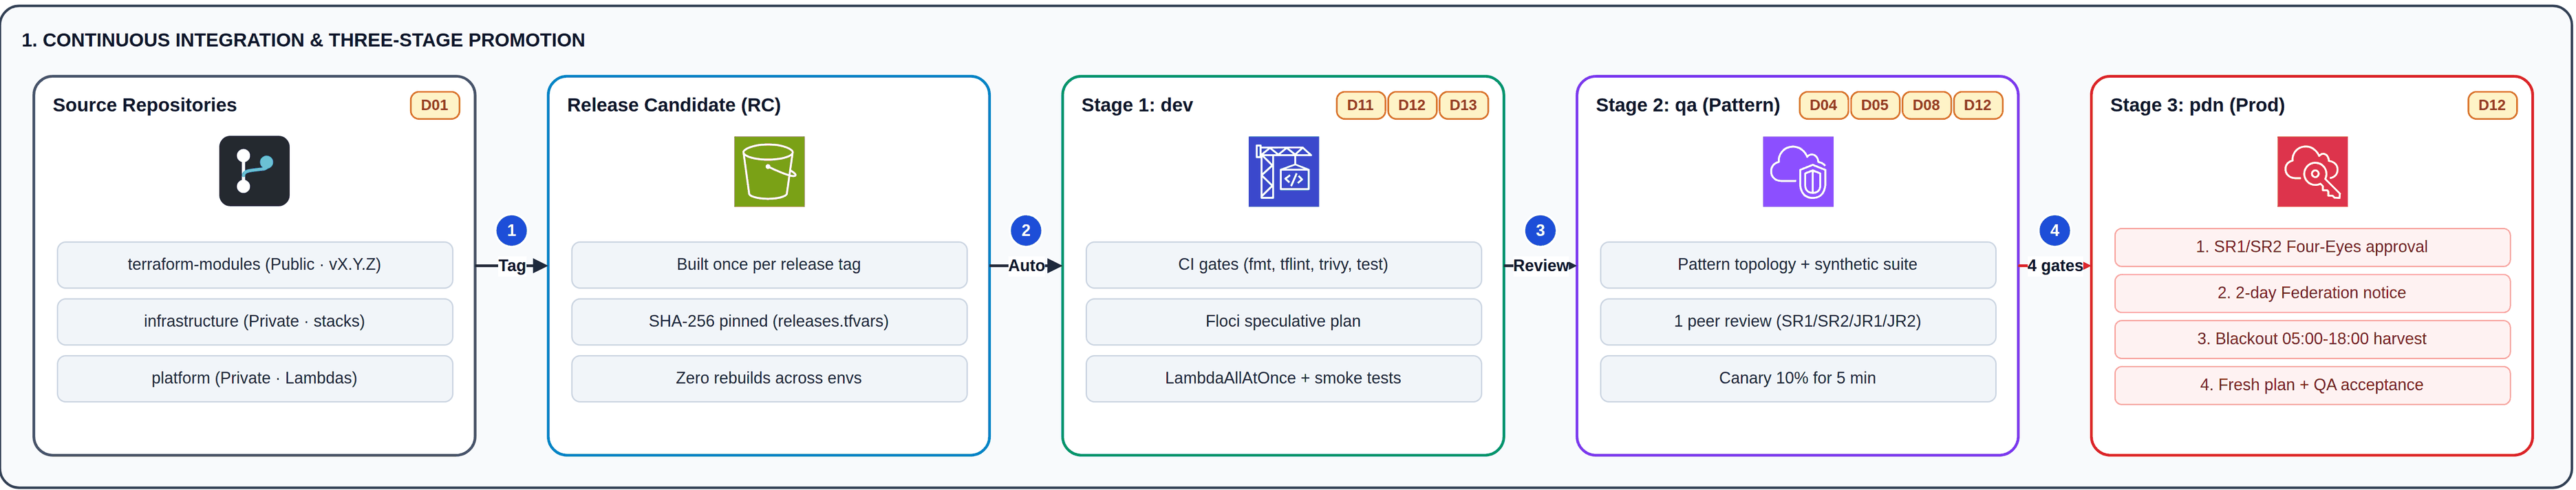 1. CONTINUOUS INTEGRATION & THREE-STAGE PROMOTION
Source Repositories
D01
terraform-modules (Public · vX.Y.Z)
infrastructure (Private · stacks)
platform (Private · Lambdas)
1
Tag
Release Candidate (RC)
Built once per release tag
SHA-256 pinned (releases.tfvars)
Zero rebuilds across envs
2
Auto
Stage 1: dev
D11 D12 D13
</>
CI gates (fmt, tflint, trivy, test)
Floci speculative plan
LambdaAllAtOnce + smoke tests
3
Review
Stage 2: qa (Pattern)
D04 D05 D08 D12
Pattern topology + synthetic suite
1 peer review (SR1/SR2/JR1/JR2)
Canary 10% for 5 min
4
4 gates
Stage 3: pdn (Prod)
D12
1. SR1/SR2 Four-Eyes approval
2. 2-day Federation notice
3. Blackout 05:00-18:00 harvest
4. Fresh plan + QA acceptance